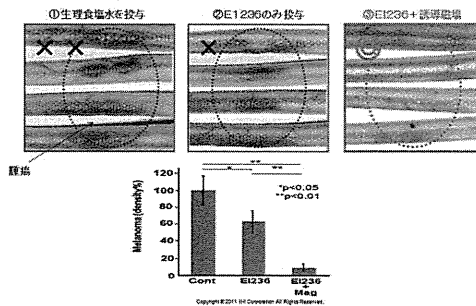 ①生理食塩水を投与
②EI236のみ投与
③EI236+誘導磁場
腫瘍
Melanoma (density%)
120
100
80
60
40
20
0
**
* **
*p<0.05
**p<0.01
Cont EI236 EI236
+
Mag
Copyright © 2011 IHI Corporation All Rights Reserved.